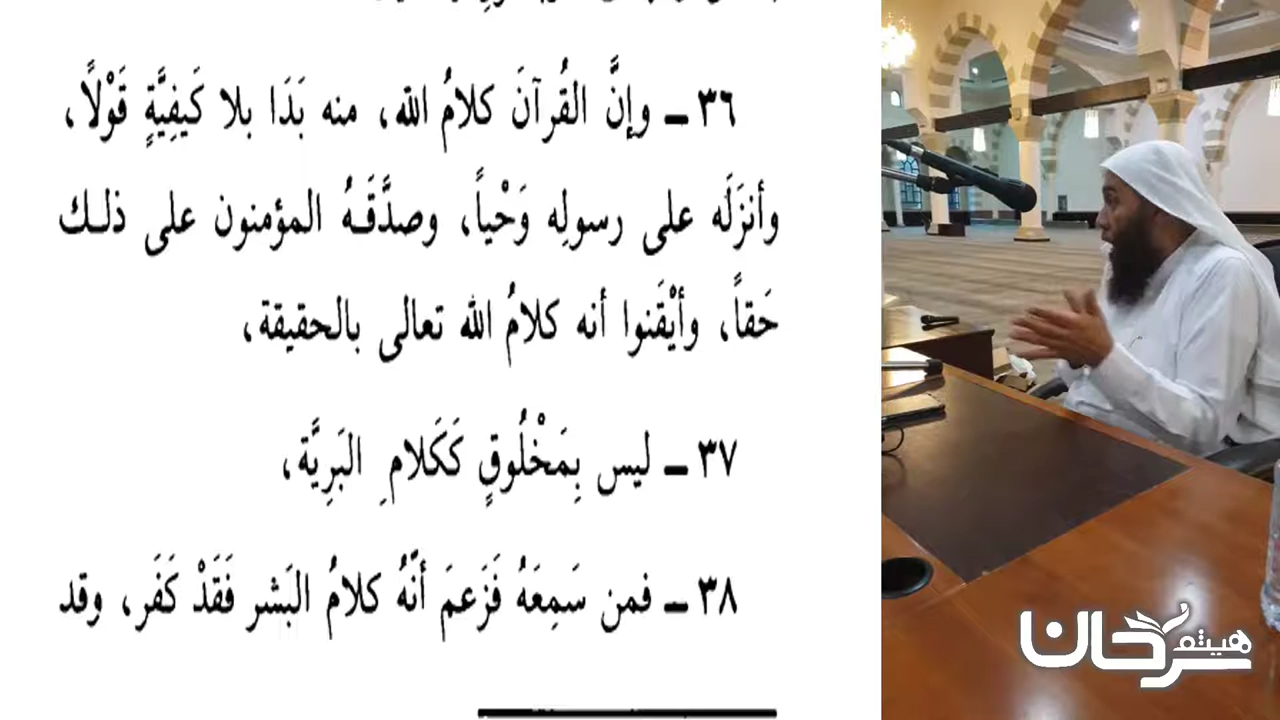 ٣٦ ـ وإنَّ القُرآنَ كلامُ الله، منه بَدَا بلا كَيفِيَّةٍ قَوْلاً،
وأنزَلَه على رسولِه وَحْياً، وصدَّقَهُ المؤمنون على ذلك
حَقاً، وأيْقَنوا أنه كلامُ الله تعالى بالحقيقة،
٣٧ ـ ليس بِمَخْلُوقٍ كَكَلامِ البَرِيَّة،
٣٨ ـ فمن سَمِعَهُ فَزَعمَ أنَّهُ كلامُ البَشر فَقَدْ كَفَر، وقد
هيثم
سرحان